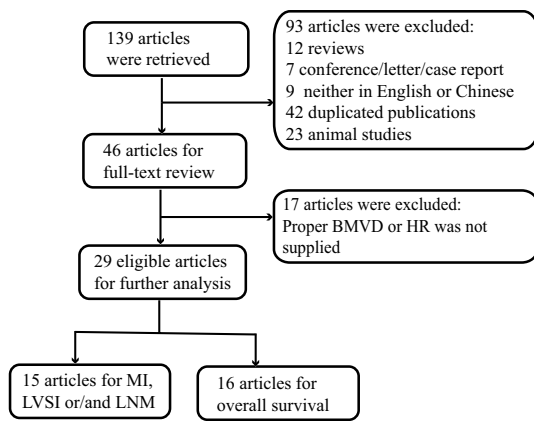 139 articles
were retrieved
93 articles were excluded:
12 reviews
7 conference/letter/case report
9 neither in English or Chinese
42 duplicated publications
23 animal studies
46 articles for
full-text review
17 articles were excluded:
Proper BMVD or HR was not
supplied
29 eligible articles
for further analysis
15 articles for MI,
LVSI or/and LNM
16 articles for
overall survival